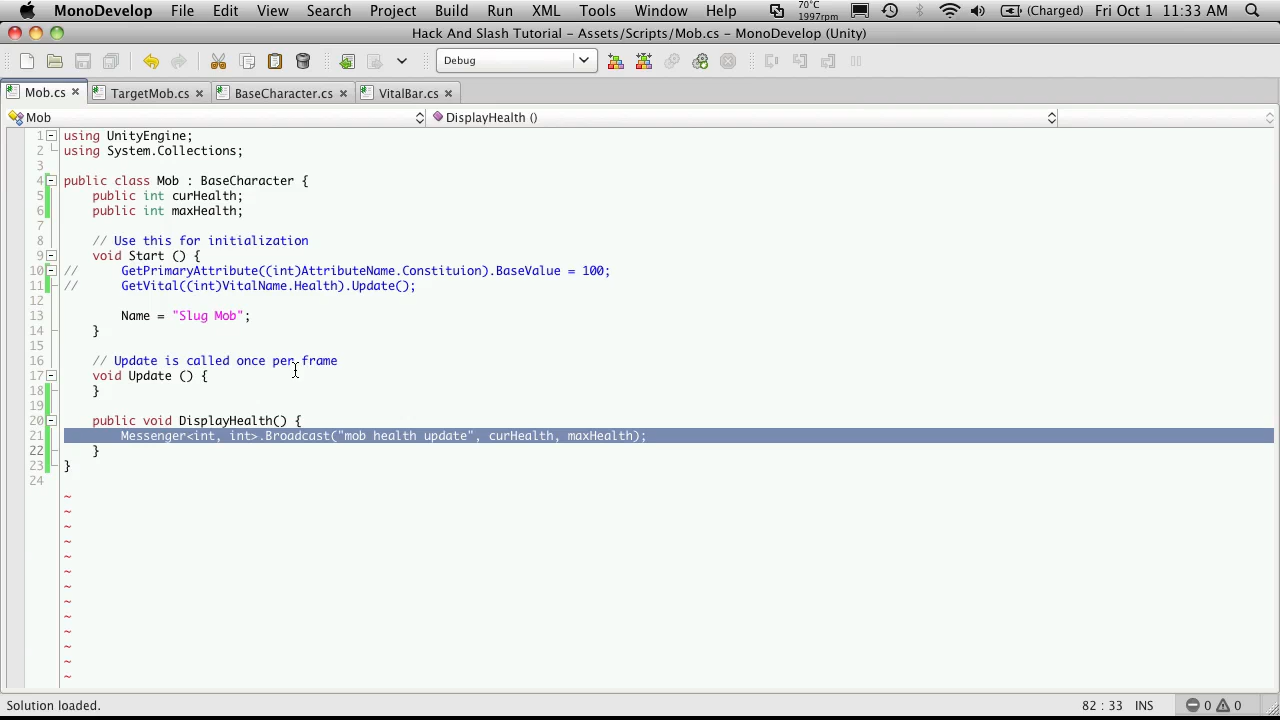 MonoDevelop File Edit View Search Project Build Run XML Tools Window Help 70°C 1997rpm (Charged) Fri Oct 1 11:33 AM
Hack And Slash Tutorial - Assets/Scripts/Mob.cs - MonoDevelop (Unity)
Debug
Mob.cs TargetMob.cs BaseCharacter.cs VitalBar.cs
Mob DisplayHealth ()
1 using UnityEngine;
2 using System.Collections;
3
4 public class Mob : BaseCharacter {
5 public int curHealth;
6 public int maxHealth;
7
8 // Use this for initialization
9 void Start () {
10 // GetPrimaryAttribute((int)AttributeName.Constituion).BaseValue = 100;
11 // GetVital((int)VitalName.Health).Update();
12
13 Name = "Slug Mob";
14 }
15
16 // Update is called once per frame
17 void Update () {
18 }
19
20 public void DisplayHealth() {
21 Messenger<int, int>.Broadcast("mob health update", curHealth, maxHealth);
22 }
23 }
24
~
~
~
~
~
~
~
~
~
~
~
~
~
Solution loaded. 82 : 33 INS 0 0